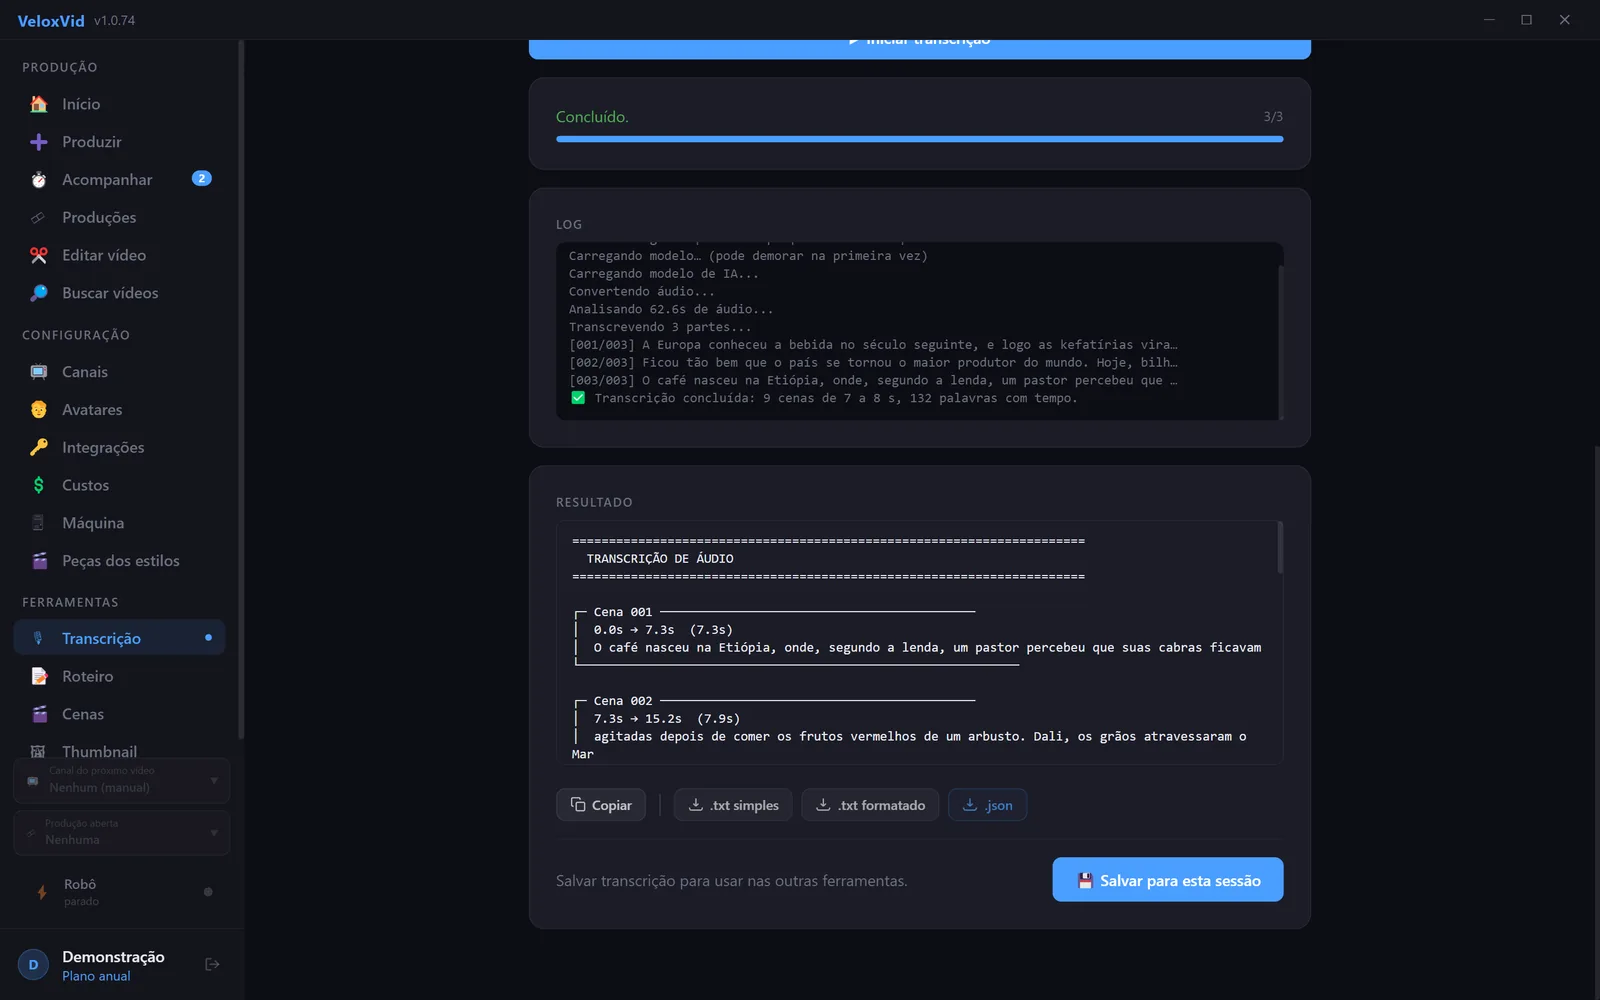 VeloxVid v1.0.74
PRODUÇÃO
Início
Produzir
Acompanhar 2
Produções
Editar vídeo
Buscar vídeos
CONFIGURAÇÃO
Canais
Avatares
Integrações
Custos
Máquina
Peças dos estilos
FERRAMENTAS
Transcrição
Roteiro
Cenas
Thumbnail
Canal do próximo vídeo
Nenhum (manual)
Produção aberta
Nenhuma
Robô
parado
D
Demonstração
Plano anual
Iniciar transcrição
Concluído. 3/3
LOG
Carregando modelo… (pode demorar na primeira vez)
Carregando modelo de IA...
Convertendo áudio...
Analisando 62.6s de áudio...
Transcrevendo 3 partes...
[001/003] A Europa conheceu a bebida no século seguinte, e logo as kefatírias vira…
[002/003] Ficou tão bem que o país se tornou o maior produtor do mundo. Hoje, bilh…
[003/003] O café nasceu na Etiópia, onde, segundo a lenda, um pastor percebeu que …
✅ Transcrição concluída: 9 cenas de 7 a 8 s, 132 palavras com tempo.
RESULTADO
======================================================================
TRANSCRIÇÃO DE ÁUDIO
======================================================================
Cena 001
0.0s → 7.3s (7.3s)
O café nasceu na Etiópia, onde, segundo a lenda, um pastor percebeu que suas cabras ficavam
Cena 002
7.3s → 15.2s (7.9s)
agitadas depois de comer os frutos vermelhos de um arbusto. Dali, os grãos atravessaram o
Mar
Copiar
.txt simples
.txt formatado
.json
Salvar transcrição para usar nas outras ferramentas.
Salvar para esta sessão